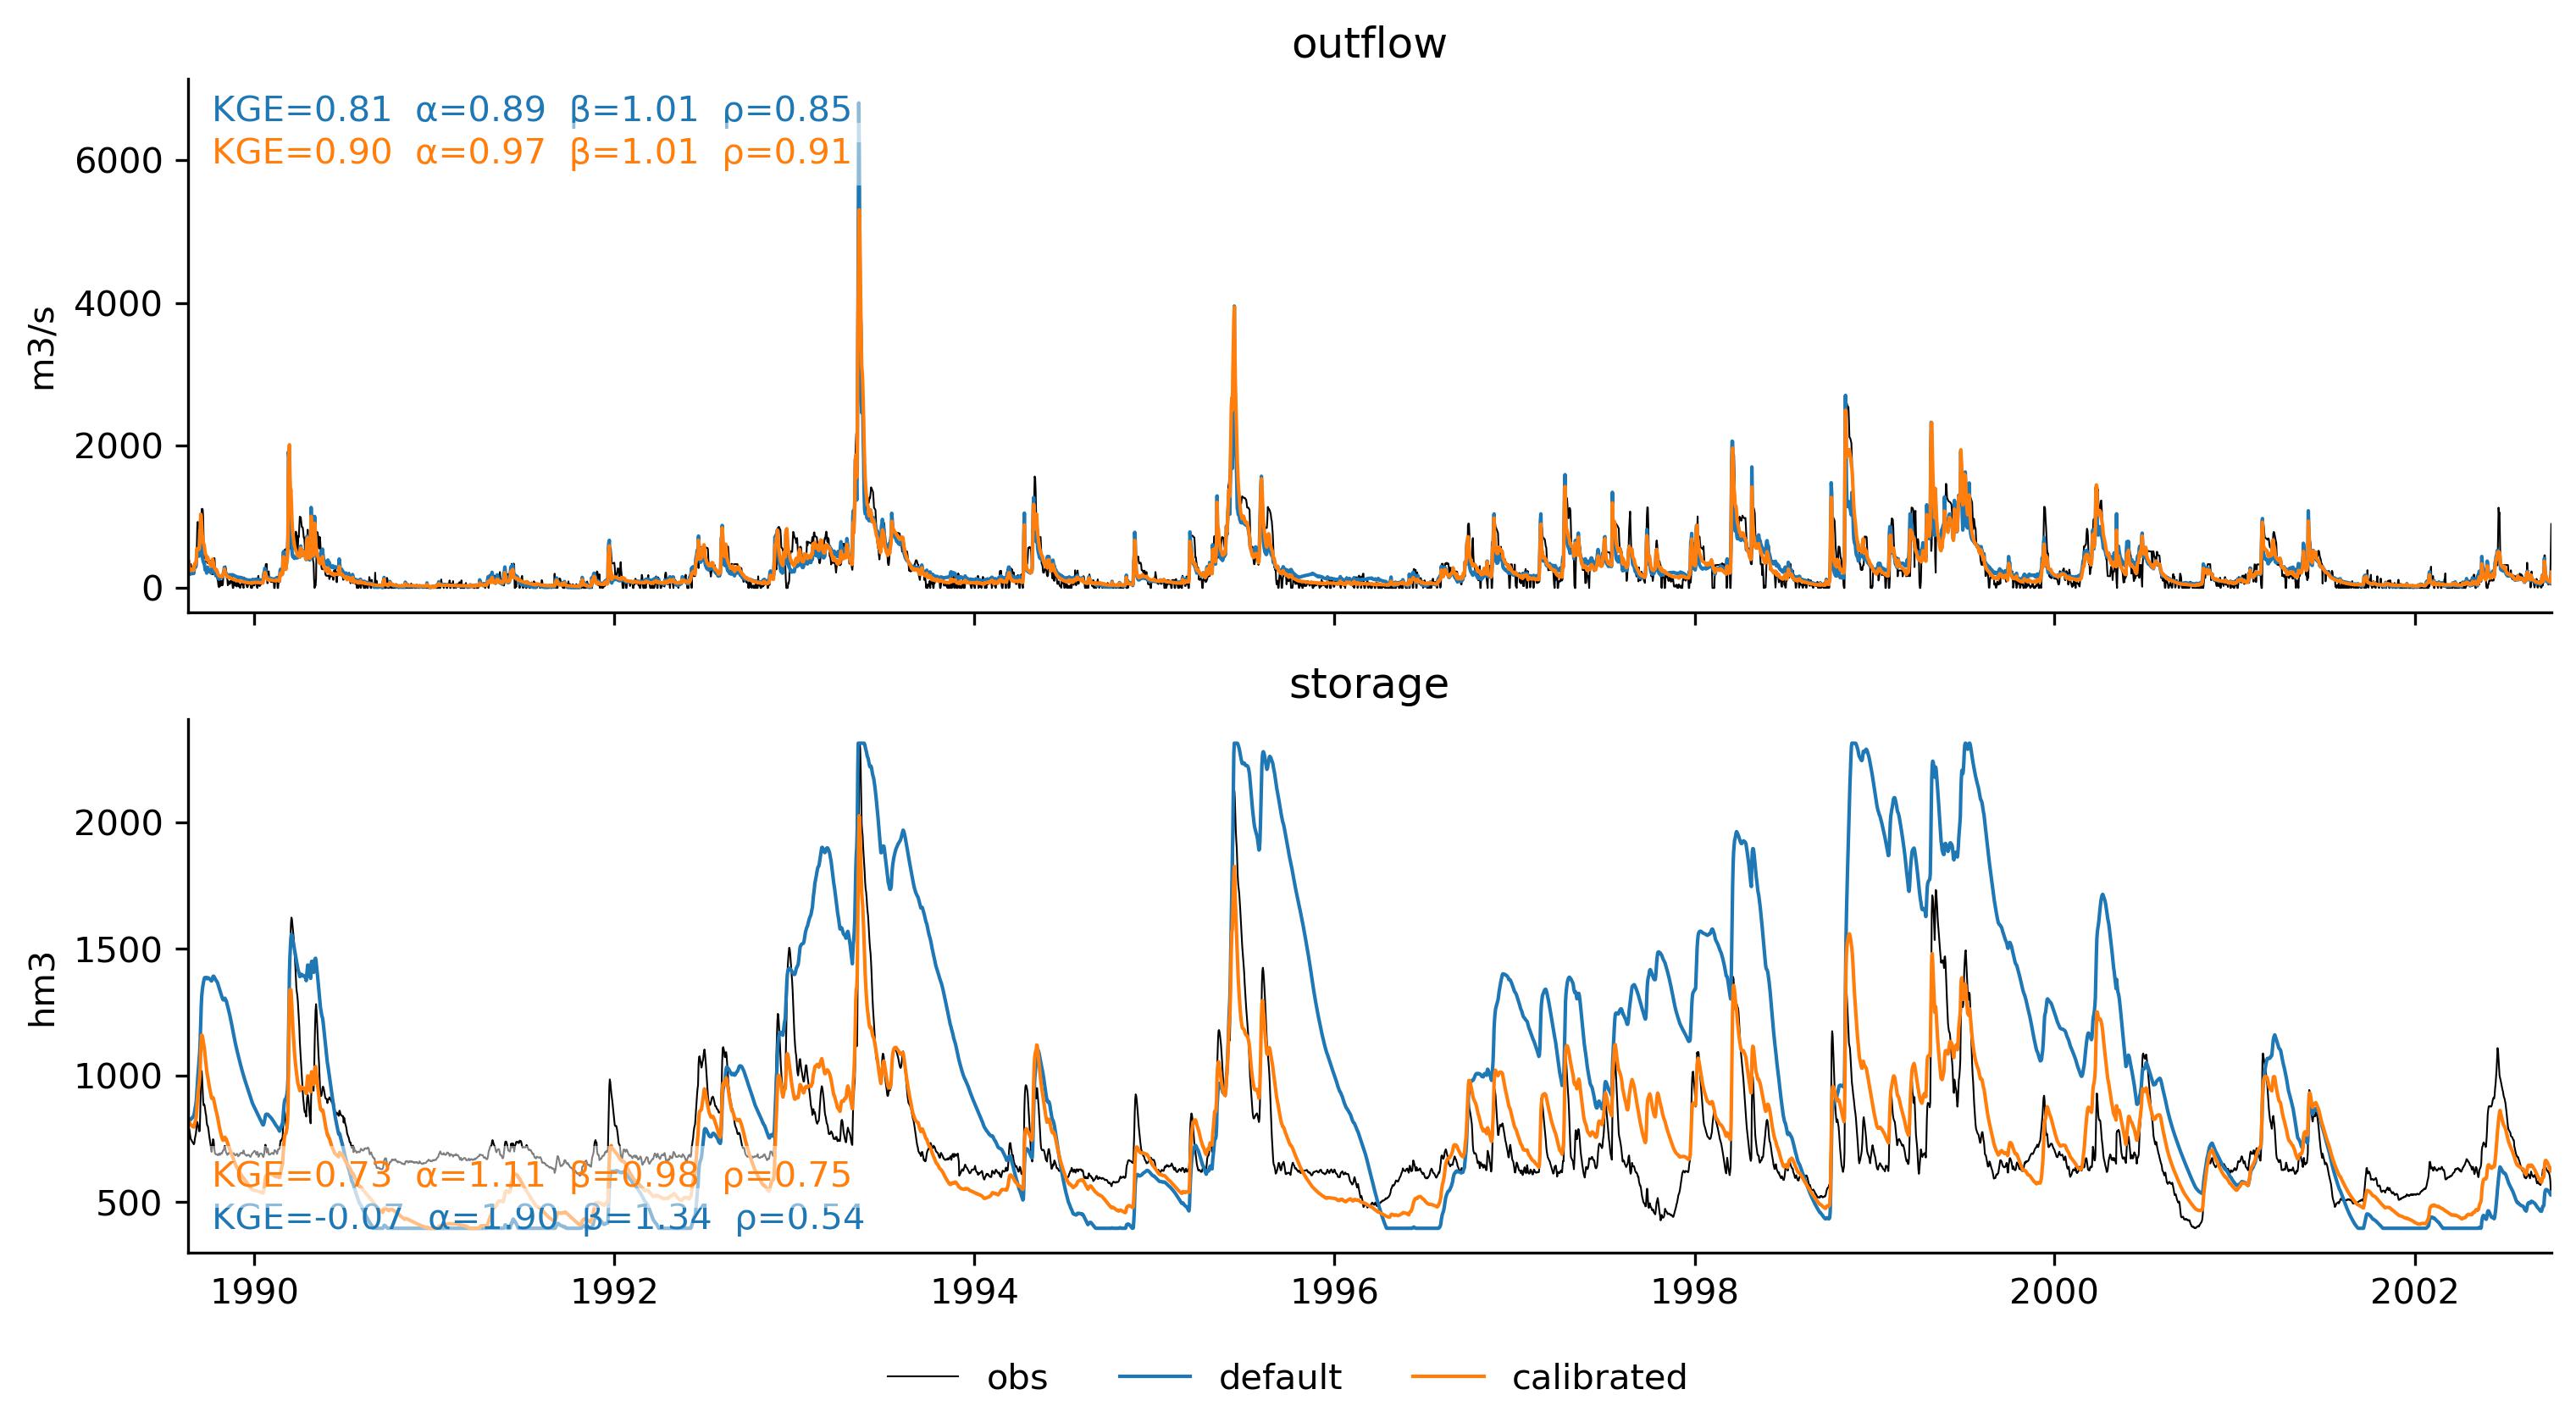 outflow
KGE=0.81 α=0.89 β=1.01 ρ=0.85
KGE=0.90 α=0.97 β=1.01 ρ=0.91
6000
4000
2000
0
m3/s
storage
2000
1500
1000
500
hm3
KGE=0.73 α=1.11 β=0.98 ρ=0.75
KGE=-0.07 α=1.90 β=1.34 ρ=0.54
1990 1992 1994 1996 1998 2000 2002
obs default calibrated